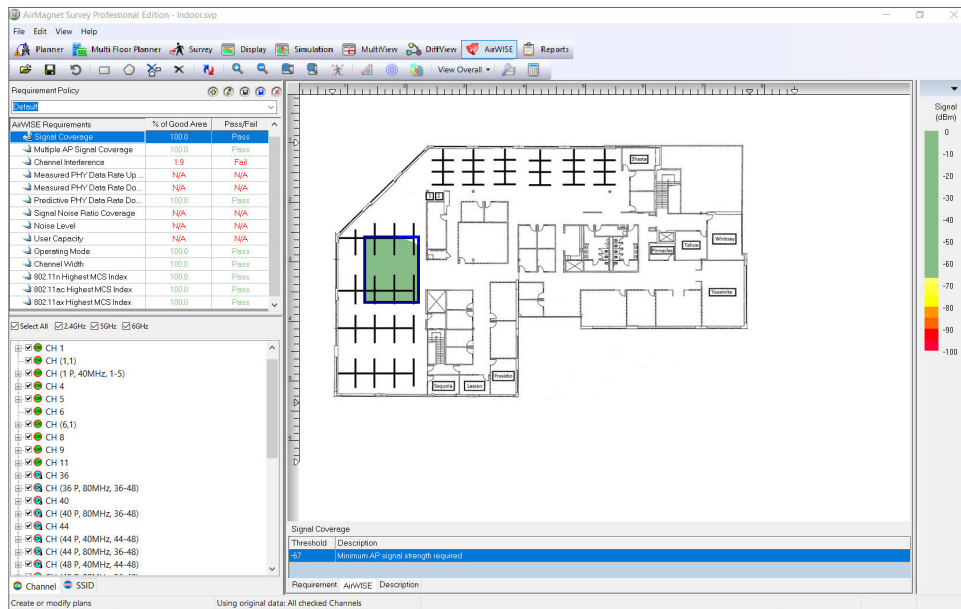 AirMagnet Survey Professional Edition - Indoor.svp
File Edit View Help
Planner Multi Floor Planner Survey Display Simulation MultiView DiffView AirWISE Reports
View Overall
Requirement Policy
Default
AirWISE Requirements % of Good Area Pass/Fail
Signal Coverage 100.0 Pass
Multiple AP Signal Coverage 100.0 Pass
Channel Interference 1.9 Fail
Measured PHY Data Rate Up ... N/A N/A
Measured PHY Data Rate Do... N/A N/A
Predictive PHY Data Rate Do... 100.0 Pass
Signal Noise Ratio Coverage N/A N/A
Noise Level N/A N/A
User Capacity N/A N/A
Operating Mode 100.0 Pass
Channel Width 100.0 Pass
802.11n Highest MCS Index 100.0 Pass
802.11ac Highest MCS Index 100.0 Pass
802.11ax Highest MCS Index 100.0 Pass
Select All 2.4GHz 5GHz 6GHz
CH 1
CH (1,1)
CH (1 P, 40MHz, 1-5)
CH 4
CH 5
CH 6
CH (6,1)
CH 8
CH 9
CH 11
CH 36
CH (36 P, 80MHz, 36-48)
CH 40
CH (40 P, 80MHz, 36-48)
CH 44
CH (44 P, 40MHz, 44-48)
CH (44 P, 80MHz, 36-48)
CH (48 P, 40MHz, 44-48)
Channel SSID
Shasta
Whitney
Tahoe
Pinnacles
Yosemite
Presidio
Sequoia
Lassen
Signal
(dBm)
0
-10
-20
-30
-40
-50
-60
-70
-80
-90
-100
Signal Coverage
Threshold Description
-67 Minimum AP signal strength required
Requirement AirWISE Description
Create or modify plans
Using original data: All checked Channels